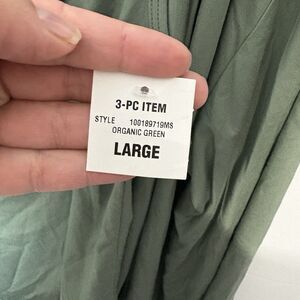 3-PC ITEM
STYLE 100189719MS
ORGANIC GREEN
LARGE